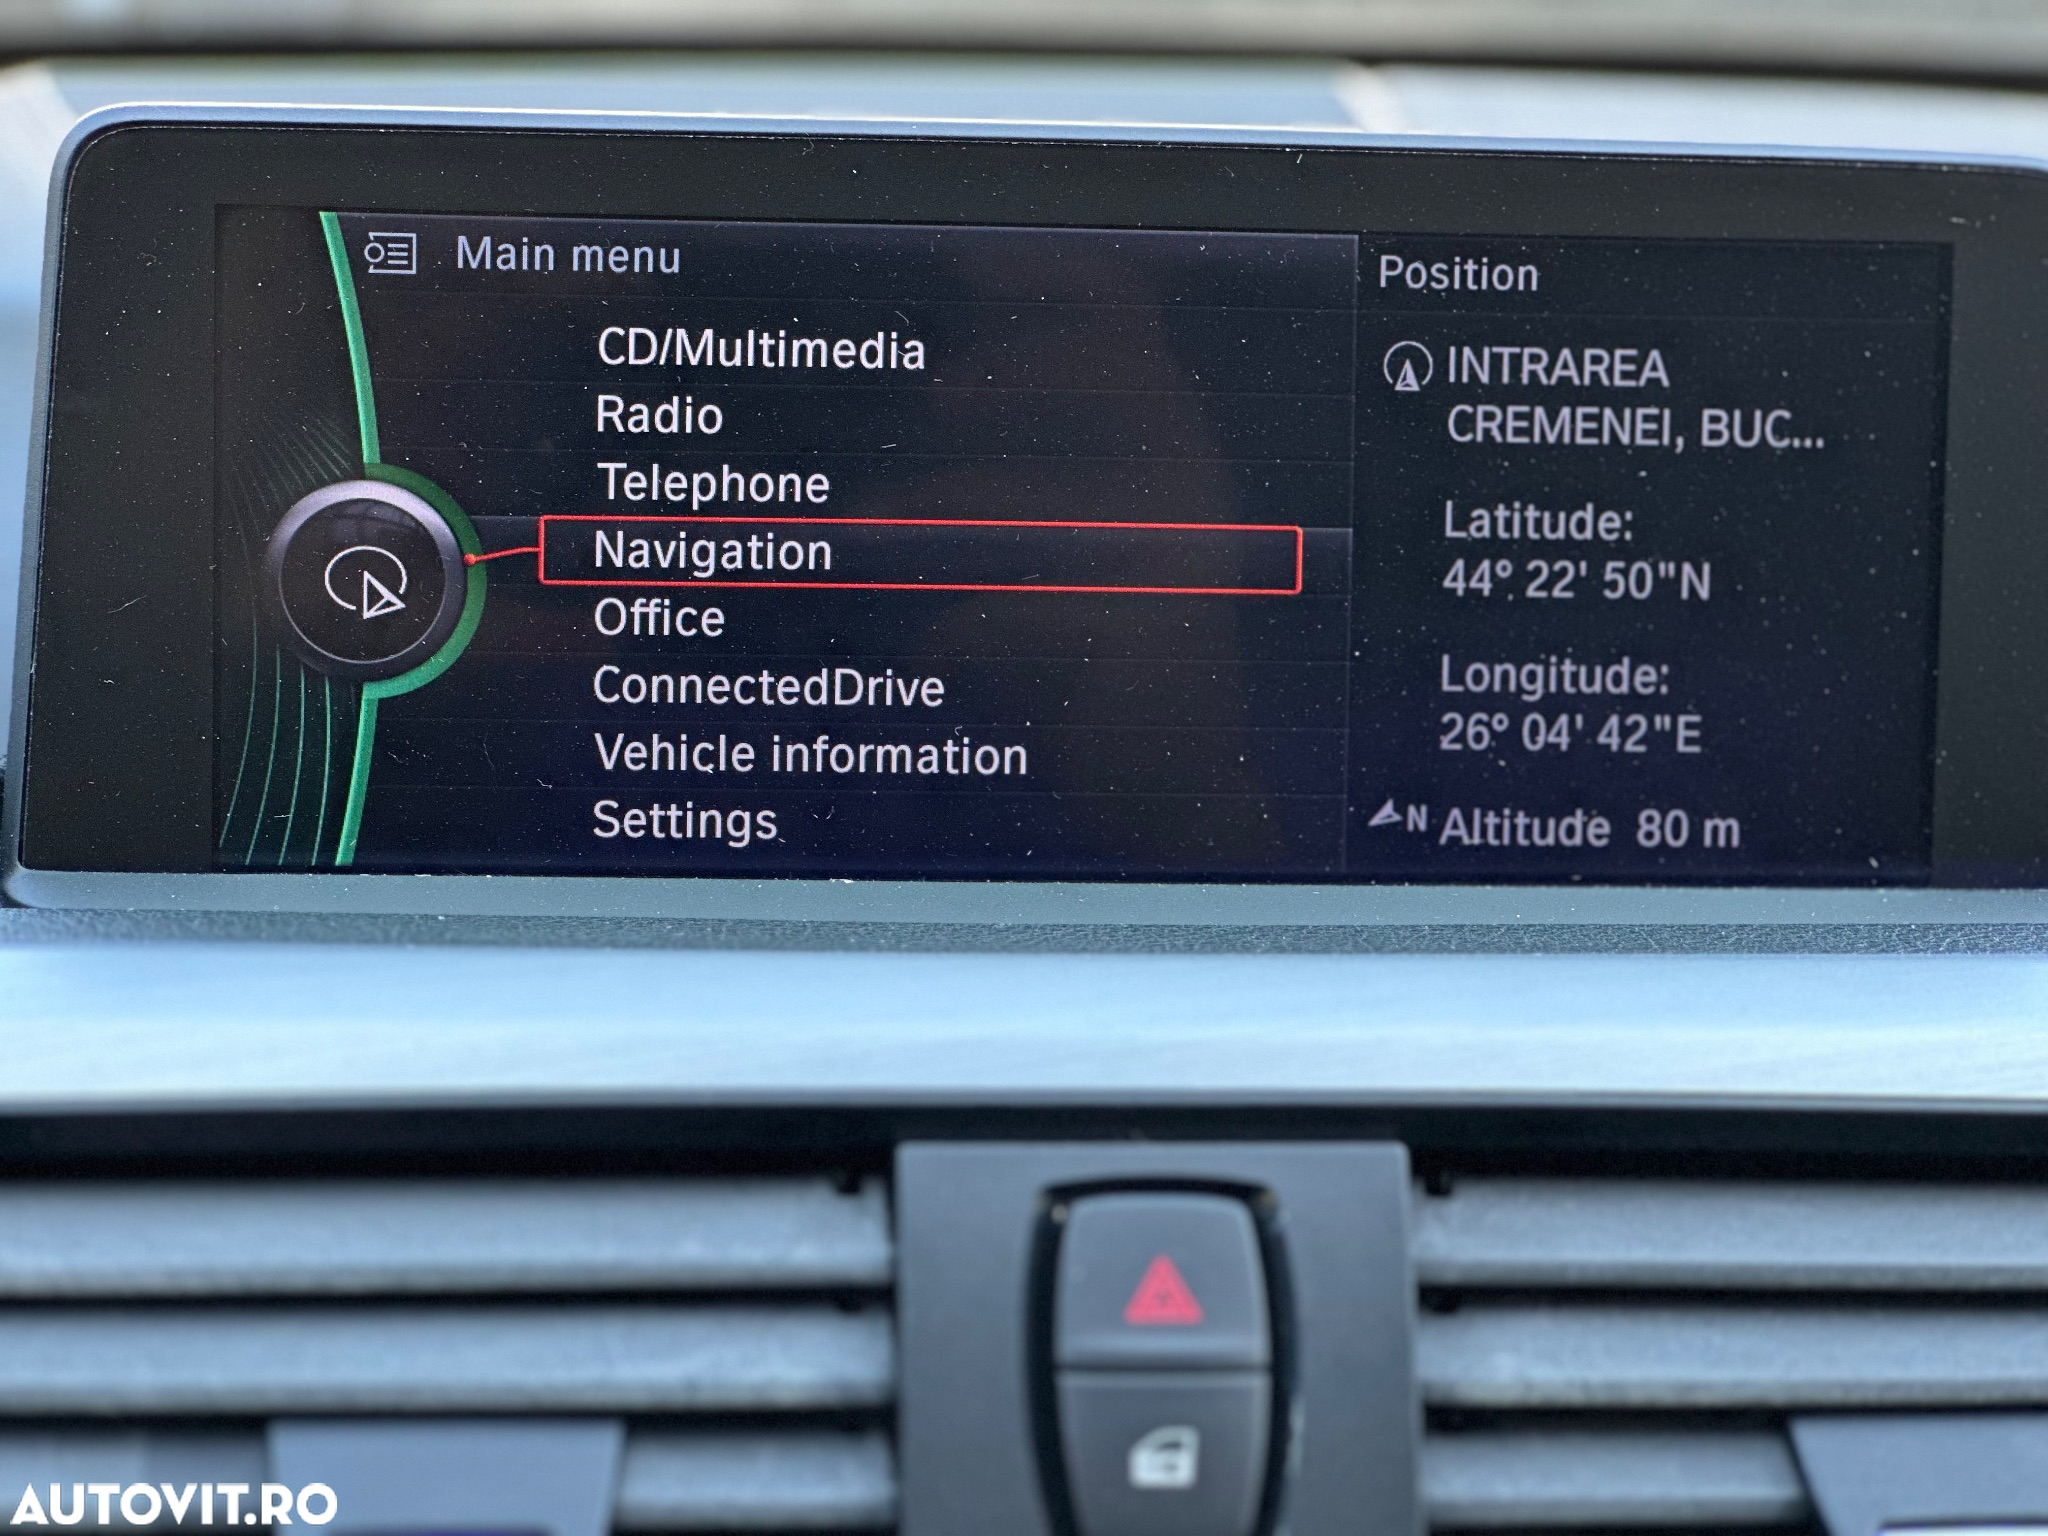 Main menu
CD/Multimedia
Radio
Telephone
Navigation
Office
ConnectedDrive
Vehicle information
Settings
Position
INTRAREA
CREMENEI, BUC...
Latitude:
44° 22' 50"N
Longitude:
26° 04' 42"E
N Altitude 80 m
AUTOVIT.RO